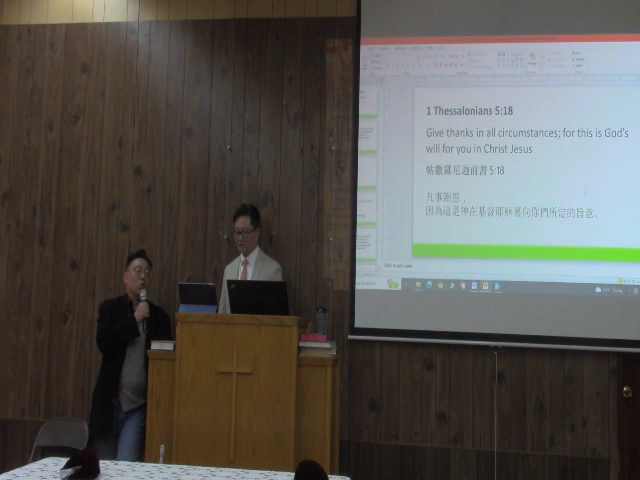 1 Thessalonians 5:18
Give thanks in all circumstances; for this is God's
will for you in Christ Jesus
帖撒羅尼迦前書 5:18
凡事謝恩，
因為這是神在基督耶穌裏向你們所定的旨意。